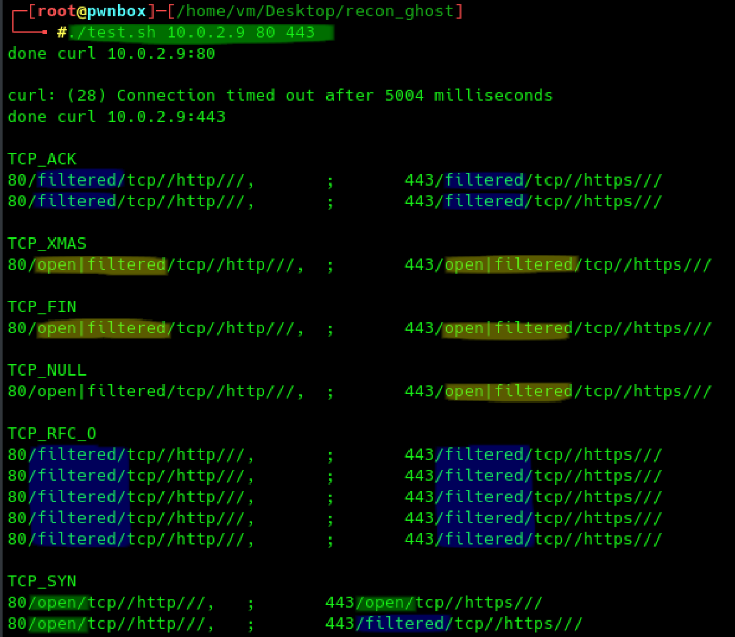 ┌─[root@pwnbox]─[/home/vm/Desktop/recon_ghost]
└──╼ #./test.sh 10.0.2.9 80 443
done curl 10.0.2.9:80
curl: (28) Connection timed out after 5004 milliseconds
done curl 10.0.2.9:443
TCP_ACK
80/filtered/tcp//http///, ; 443/filtered/tcp//https///
80/filtered/tcp//http///, ; 443/filtered/tcp//https///
TCP_XMAS
80/open|filtered/tcp//http///, ; 443/open|filtered/tcp//https///
TCP_FIN
80/open|filtered/tcp//http///, ; 443/open|filtered/tcp//https///
TCP_NULL
80/open|filtered/tcp//http///, ; 443/open|filtered/tcp//https///
TCP_RFC_O
80/filtered/tcp//http///, ; 443/filtered/tcp//https///
80/filtered/tcp//http///, ; 443/filtered/tcp//https///
80/filtered/tcp//http///, ; 443/filtered/tcp//https///
80/filtered/tcp//http///, ; 443/filtered/tcp//https///
80/filtered/tcp//http///, ; 443/filtered/tcp//https///
TCP_SYN
80/open/tcp//http///, ; 443/open/tcp//https///
80/open/tcp//http///, ; 443/filtered/tcp//https///